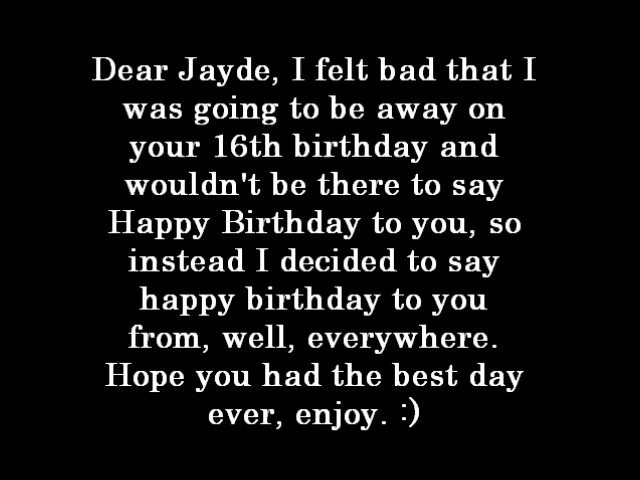 Dear Jayde, I felt bad that I
was going to be away on
your 16th birthday and
wouldn't be there to say
Happy Birthday to you, so
instead I decided to say
happy birthday to you
from, well, everywhere.
Hope you had the best day
ever, enjoy. :)